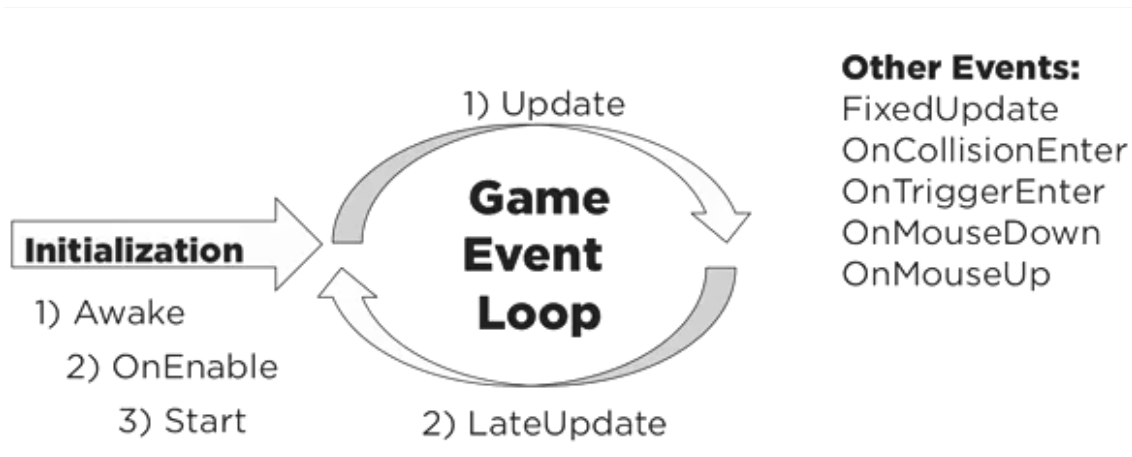 Initialization
1) Awake
2) OnEnable
3) Start
1) Update
Game
Event
Loop
2) LateUpdate
Other Events:
FixedUpdate
OnCollisionEnter
OnTriggerEnter
OnMouseDown
OnMouseUp